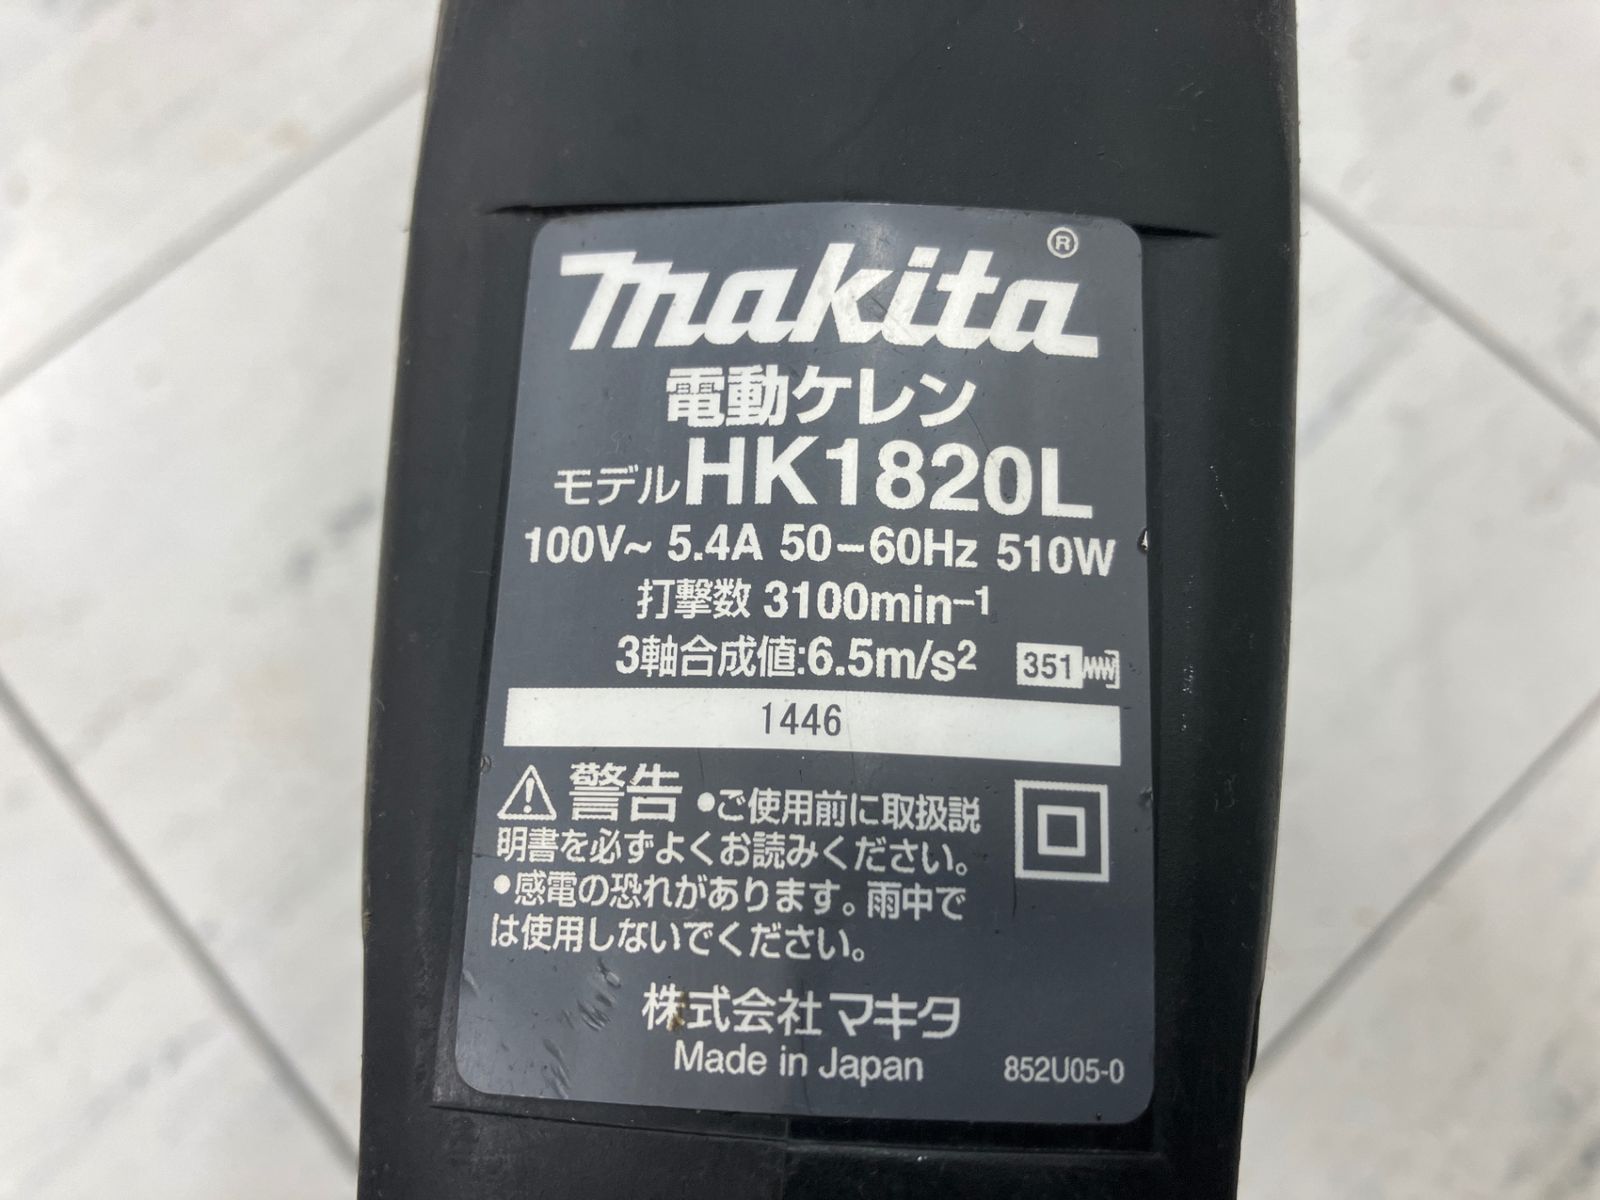 makita®
電動ケレン
モデルHK1820L
100V~ 5.4A 50-60Hz 510W
打撃数 3100min-1
3軸合成値:6.5m/s² 351
1446
⚠警告 •ご使用前に取扱説
明書を必ずよくお読みください。
•感電の恐れがあります。雨中で
は使用しないでください。
株式会社マキタ
Made in Japan 852U05-0